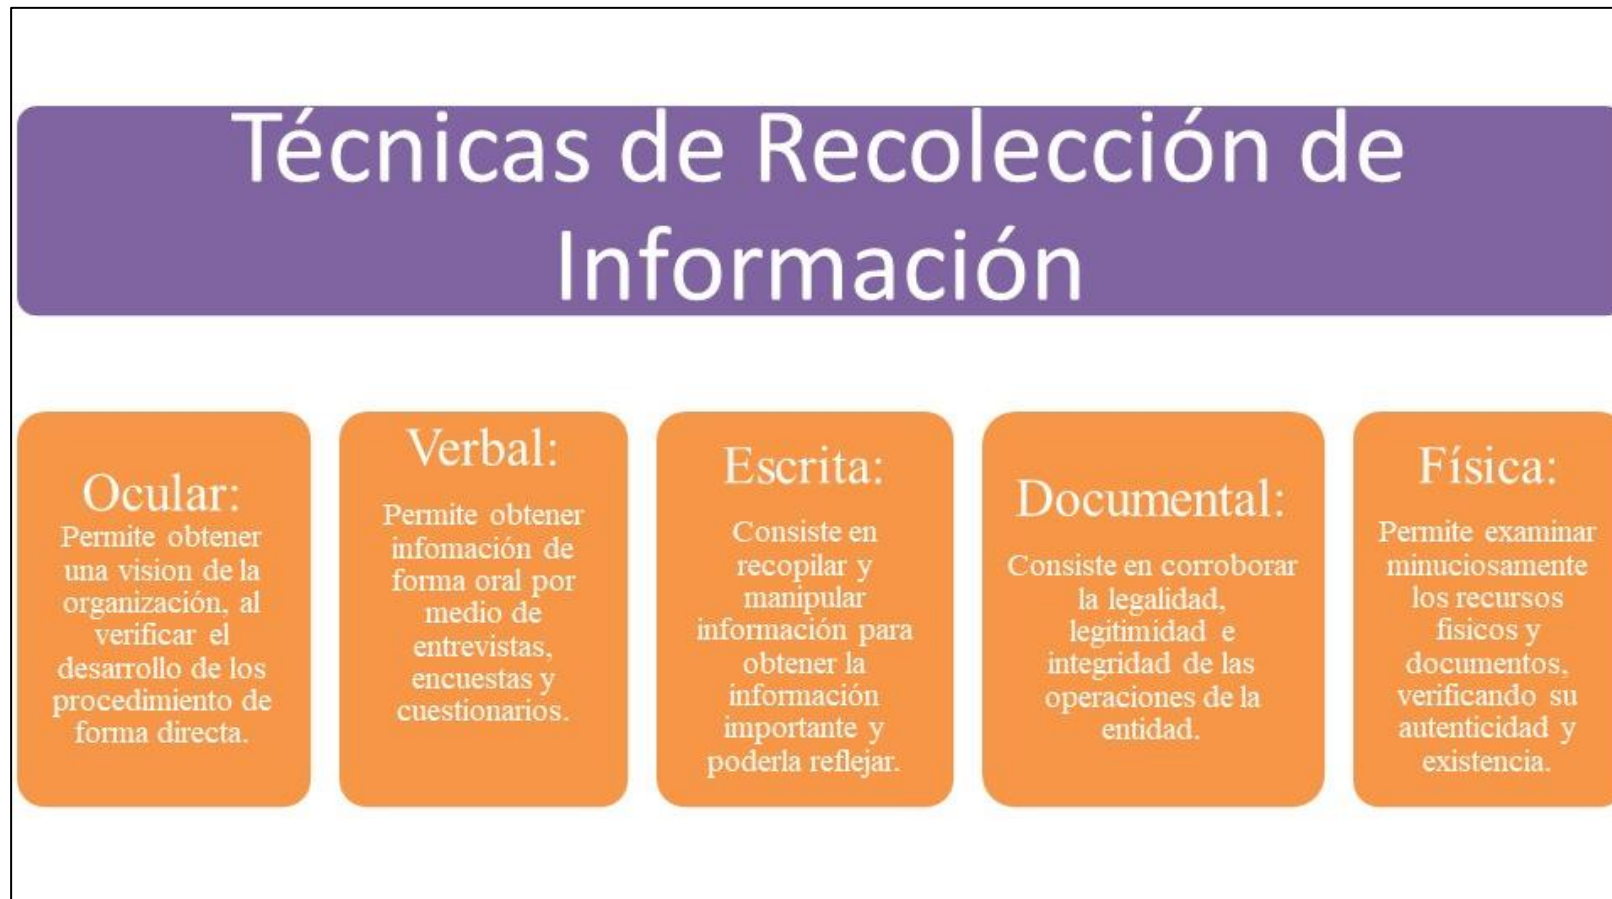 Técnicas de Recolección de
Información
Ocular:
Permite obtener
una vision de la
organización, al
verificar el
desarrollo de los
procedimiento de
forma directa.
Verbal:
Permite obtener
infomación de
forma oral por
medio de
entrevistas,
encuestas y
cuestionarios.
Escrita:
Consiste en
recopilar y
manipular
información para
obtener la
información
importante y
poderla reflejar.
Documental:
Consiste en corroborar
la legalidad,
legitimidad e
integridad de las
operaciones de la
entidad.
Física:
Permite examinar
minuciosamente
los recursos
fisicos y
documentos,
verificando su
autenticidad y
existencia.